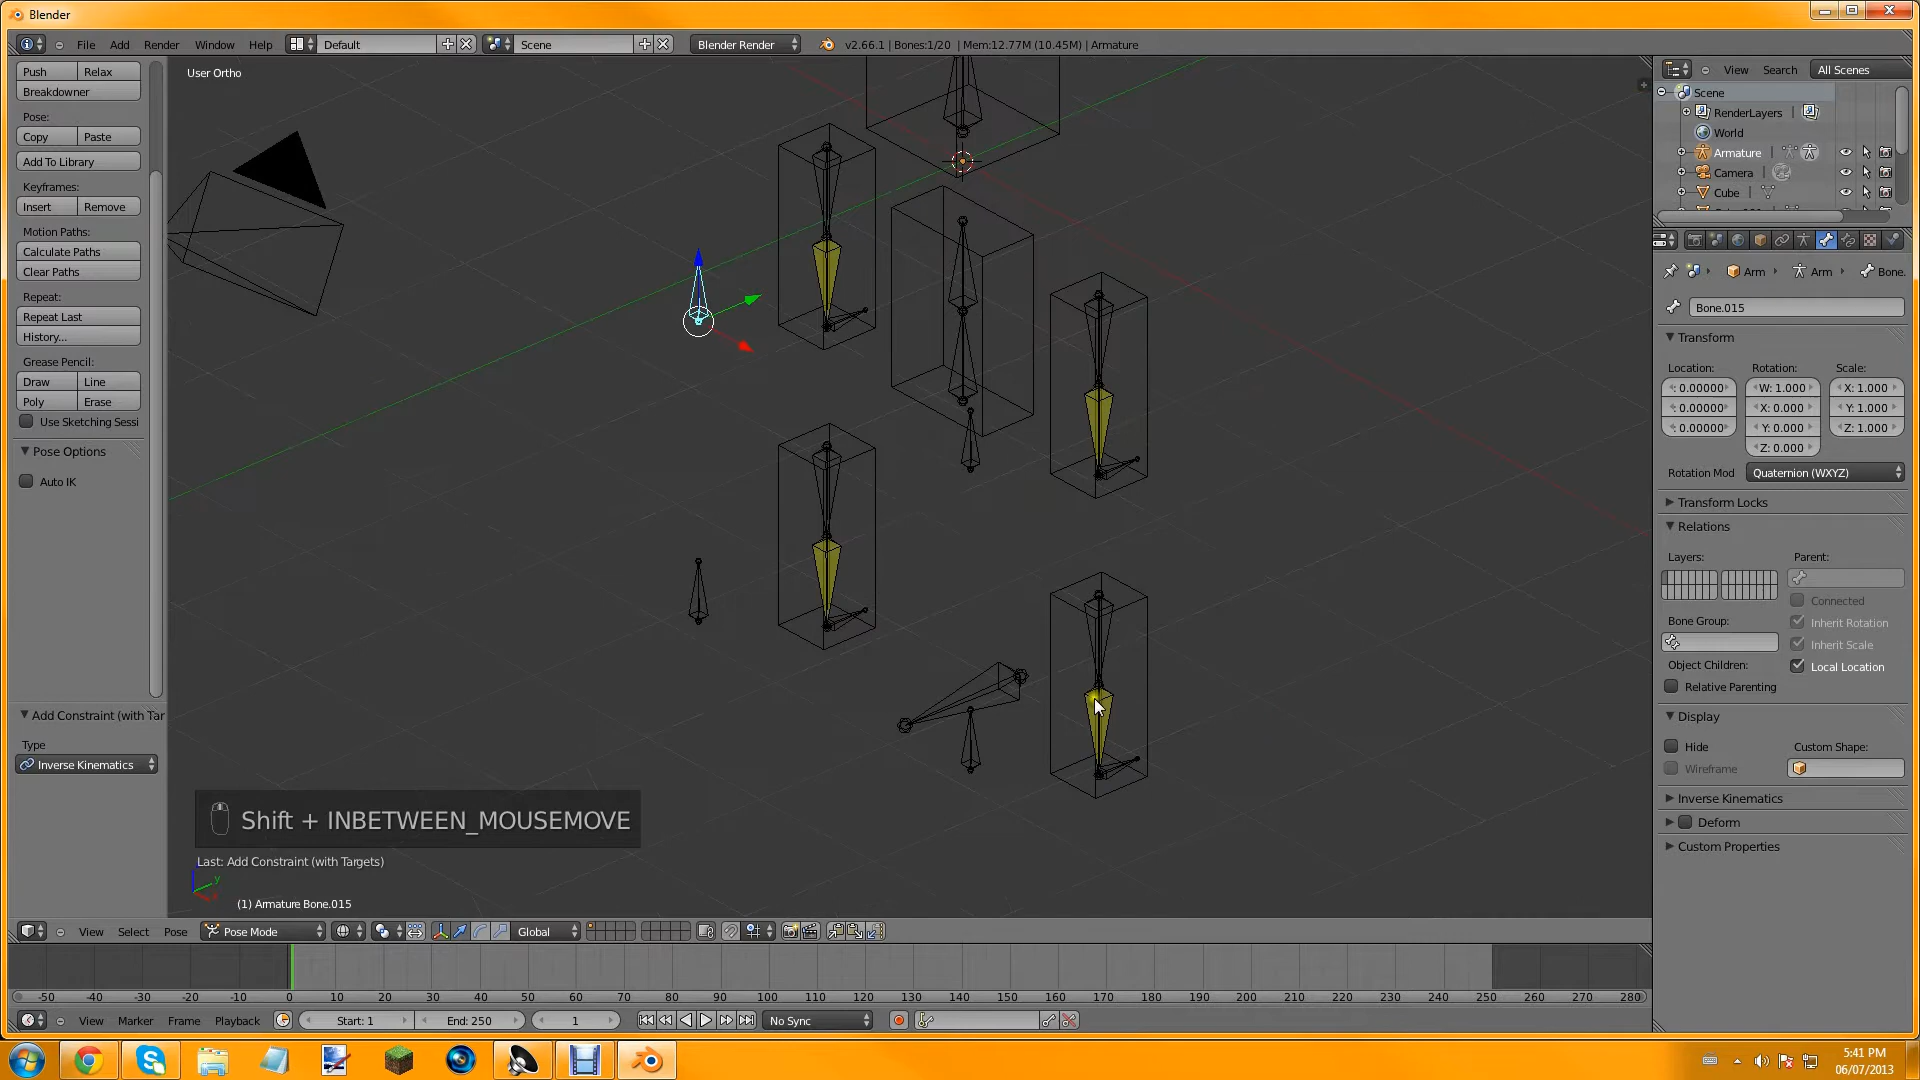 Blender
File Add Render Window Help Default Scene Blender Render v2.66.1 | Bones:1/20 | Mem:12.77M (10.45M) | Armature
Push Relax
Breakdowner
Pose:
Copy Paste
Add To Library
Keyframes:
Insert Remove
Motion Paths:
Calculate Paths
Clear Paths
Repeat:
Repeat Last
History...
Grease Pencil:
Draw Line
Poly Erase
Use Sketching Sessi
Pose Options
Auto IK
Add Constraint (with Tar
Type
Inverse Kinematics
User Ortho
Shift + INBETWEEN_MOUSEMOVE
Last: Add Constraint (with Targets)
y
(1) Armature Bone.015
View Select Pose Pose Mode Global
View Search All Scenes
Scene
RenderLayers |
World
Armature |
Camera |
Cube |
Arm Arm Bone.
Bone.015
Transform
Location: Rotation: Scale:
: 0.00000 W: 1.000 X: 1.000
: 0.00000 X: 0.000 Y: 1.000
: 0.00000 Y: 0.000 Z: 1.000
Z: 0.000
Rotation Mod Quaternion (WXYZ)
Transform Locks
Relations
Layers: Parent:
Connected
Bone Group: Inherit Rotation
Inherit Scale
Object Children: Local Location
Relative Parenting
Display
Hide Custom Shape:
Wireframe
Inverse Kinematics
Deform
Custom Properties
-50 -40 -30 -20 -10 0 10 20 30 40 50 60 70 80 90 100 110 120 130 140 150 160 170 180 190 200 210 220 230 240 250 260 270 280
View Marker Frame Playback Start: 1 End: 250 1 No Sync
5:41 PM
06/07/2013